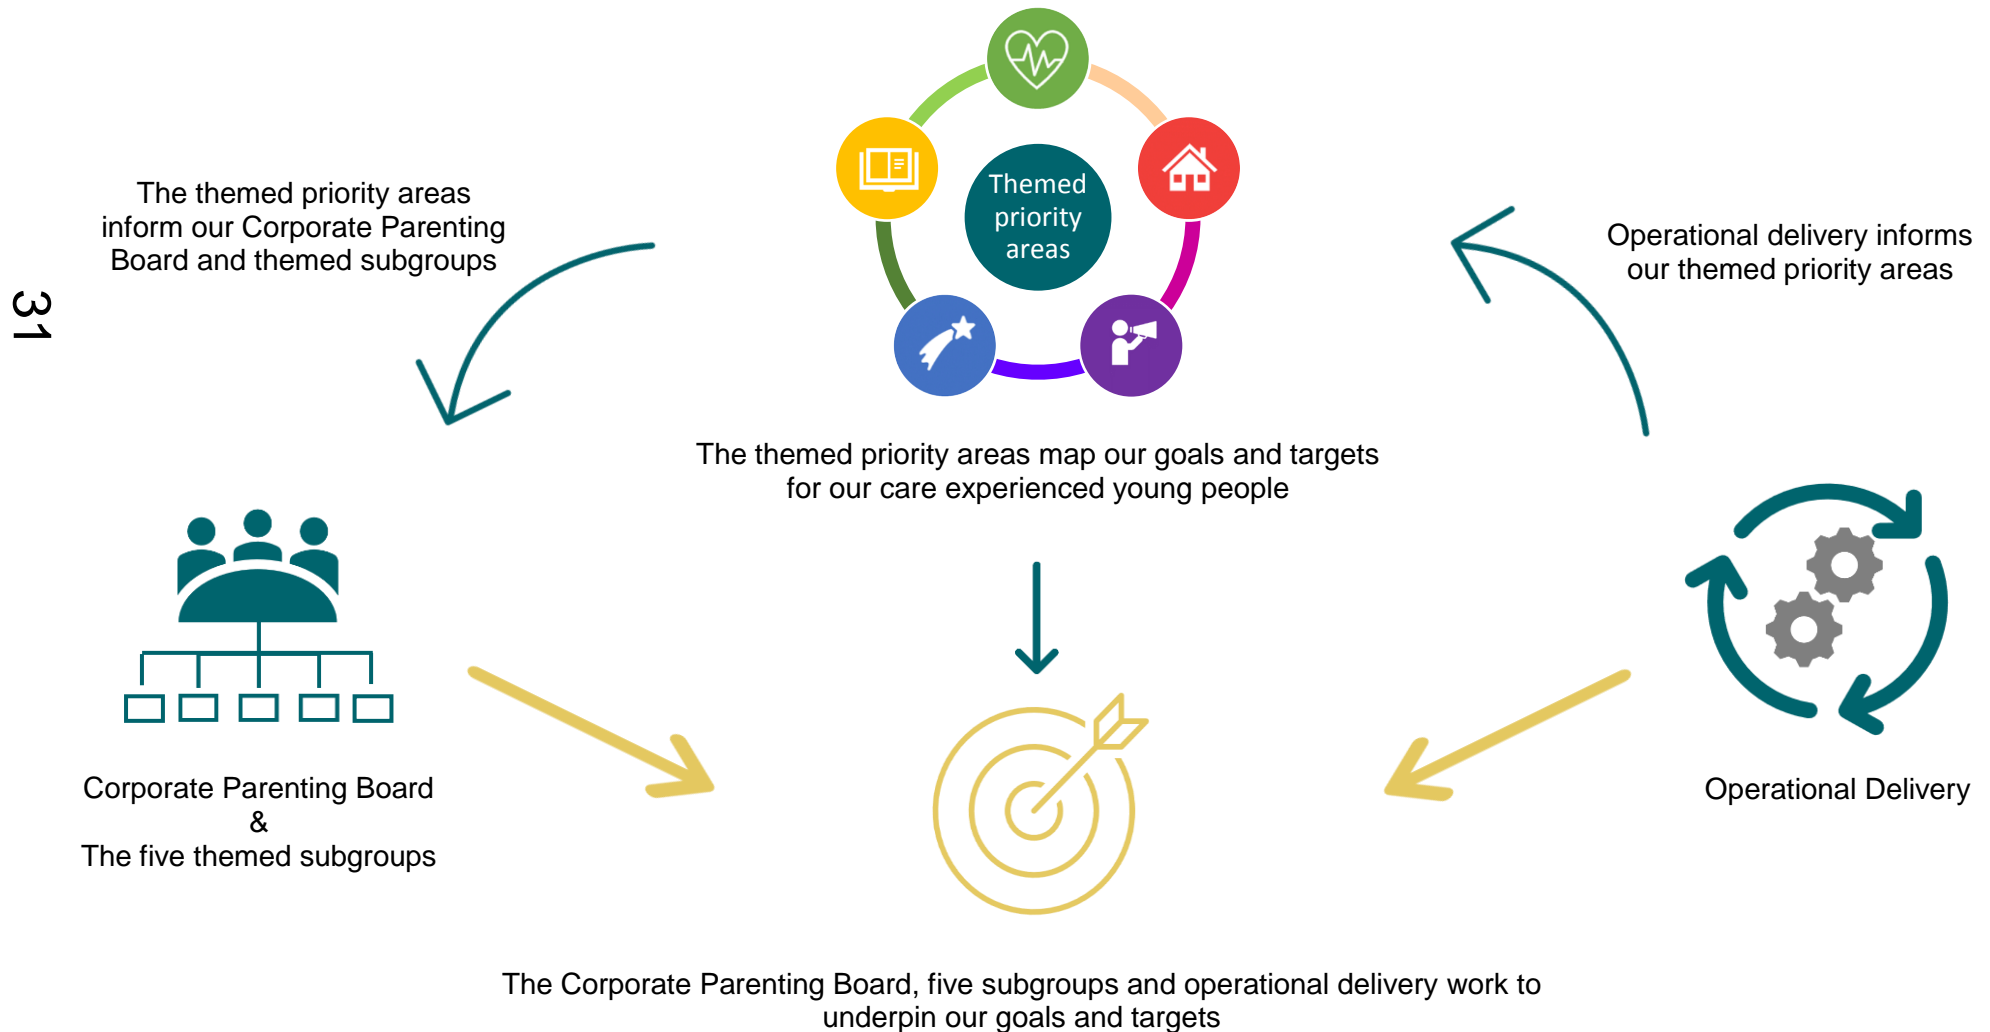 Themed
priority
areas
The themed priority areas
inform our Corporate Parenting
Board and themed subgroups
Operational delivery informs
our themed priority areas
31
The themed priority areas map our goals and targets
for our care experienced young people
Corporate Parenting Board
&
The five themed subgroups
Operational Delivery
The Corporate Parenting Board, five subgroups and operational delivery work to
underpin our goals and targets